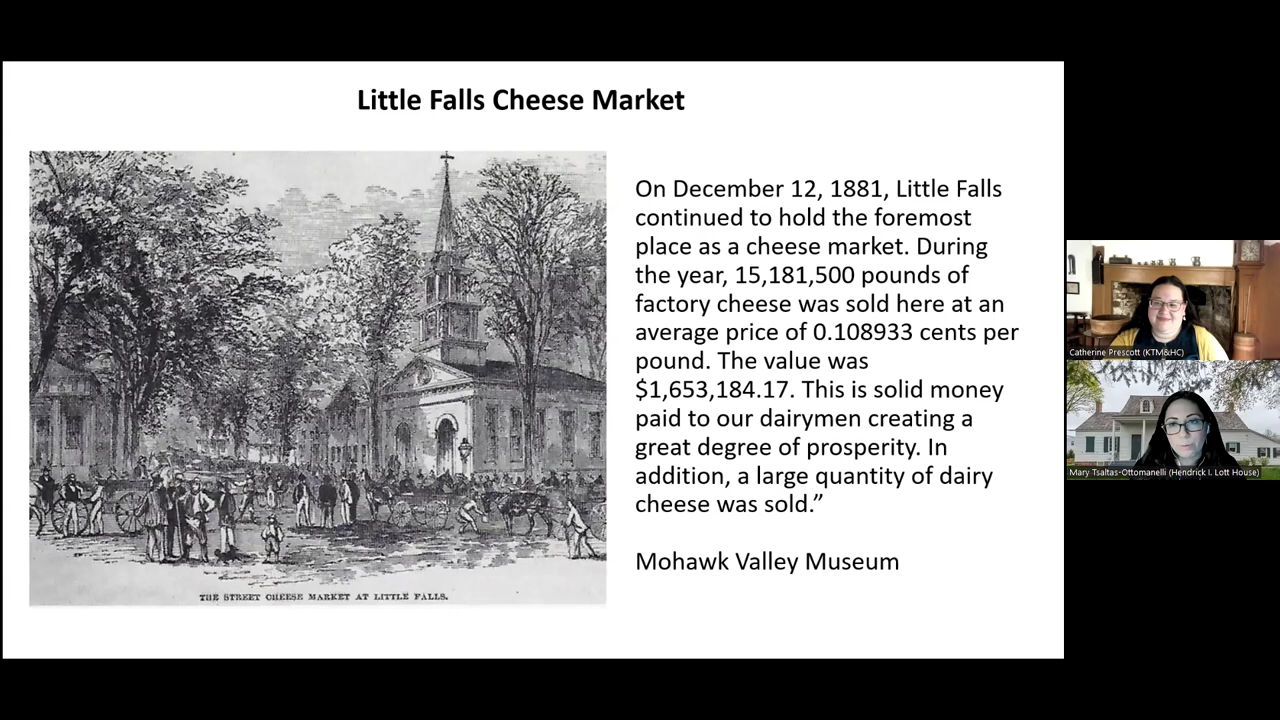 Little Falls Cheese Market
On December 12, 1881, Little Falls
continued to hold the foremost
place as a cheese market. During
the year, 15,181,500 pounds of
factory cheese was sold here at an
average price of 0.108933 cents per
pound. The value was
$1,653,184.17. This is solid money
paid to our dairymen creating a
great degree of prosperity. In
addition, a large quantity of dairy
cheese was sold.”
Mohawk Valley Museum
THE STREET CHEESE MARKET AT LITTLE FALLS.
Catherine Prescott (KTM&HC)
Mary Tsaltas-Ottomanelli (Hendrick I. Lott House)